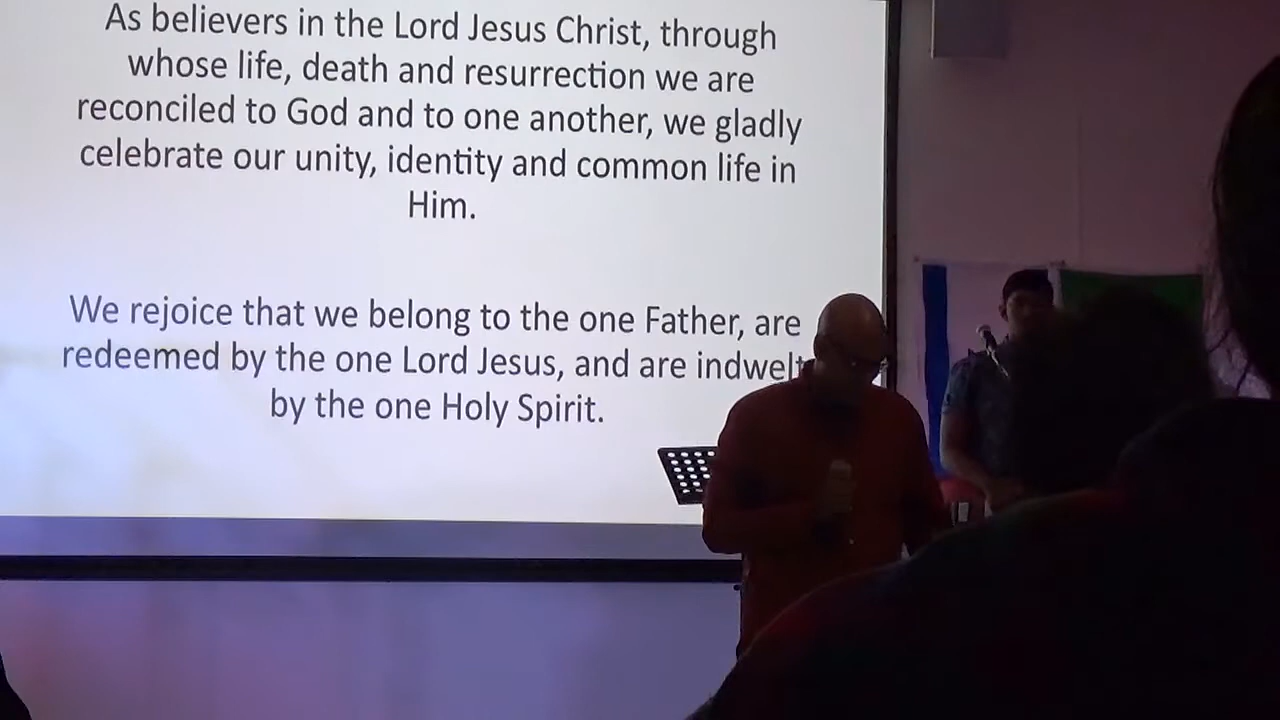 As believers in the Lord Jesus Christ, through
whose life, death and resurrection we are
reconciled to God and to one another, we gladly
celebrate our unity, identity and common life in
Him.
We rejoice that we belong to the one Father, are
redeemed by the one Lord Jesus, and are indwelt
by the one Holy Spirit.